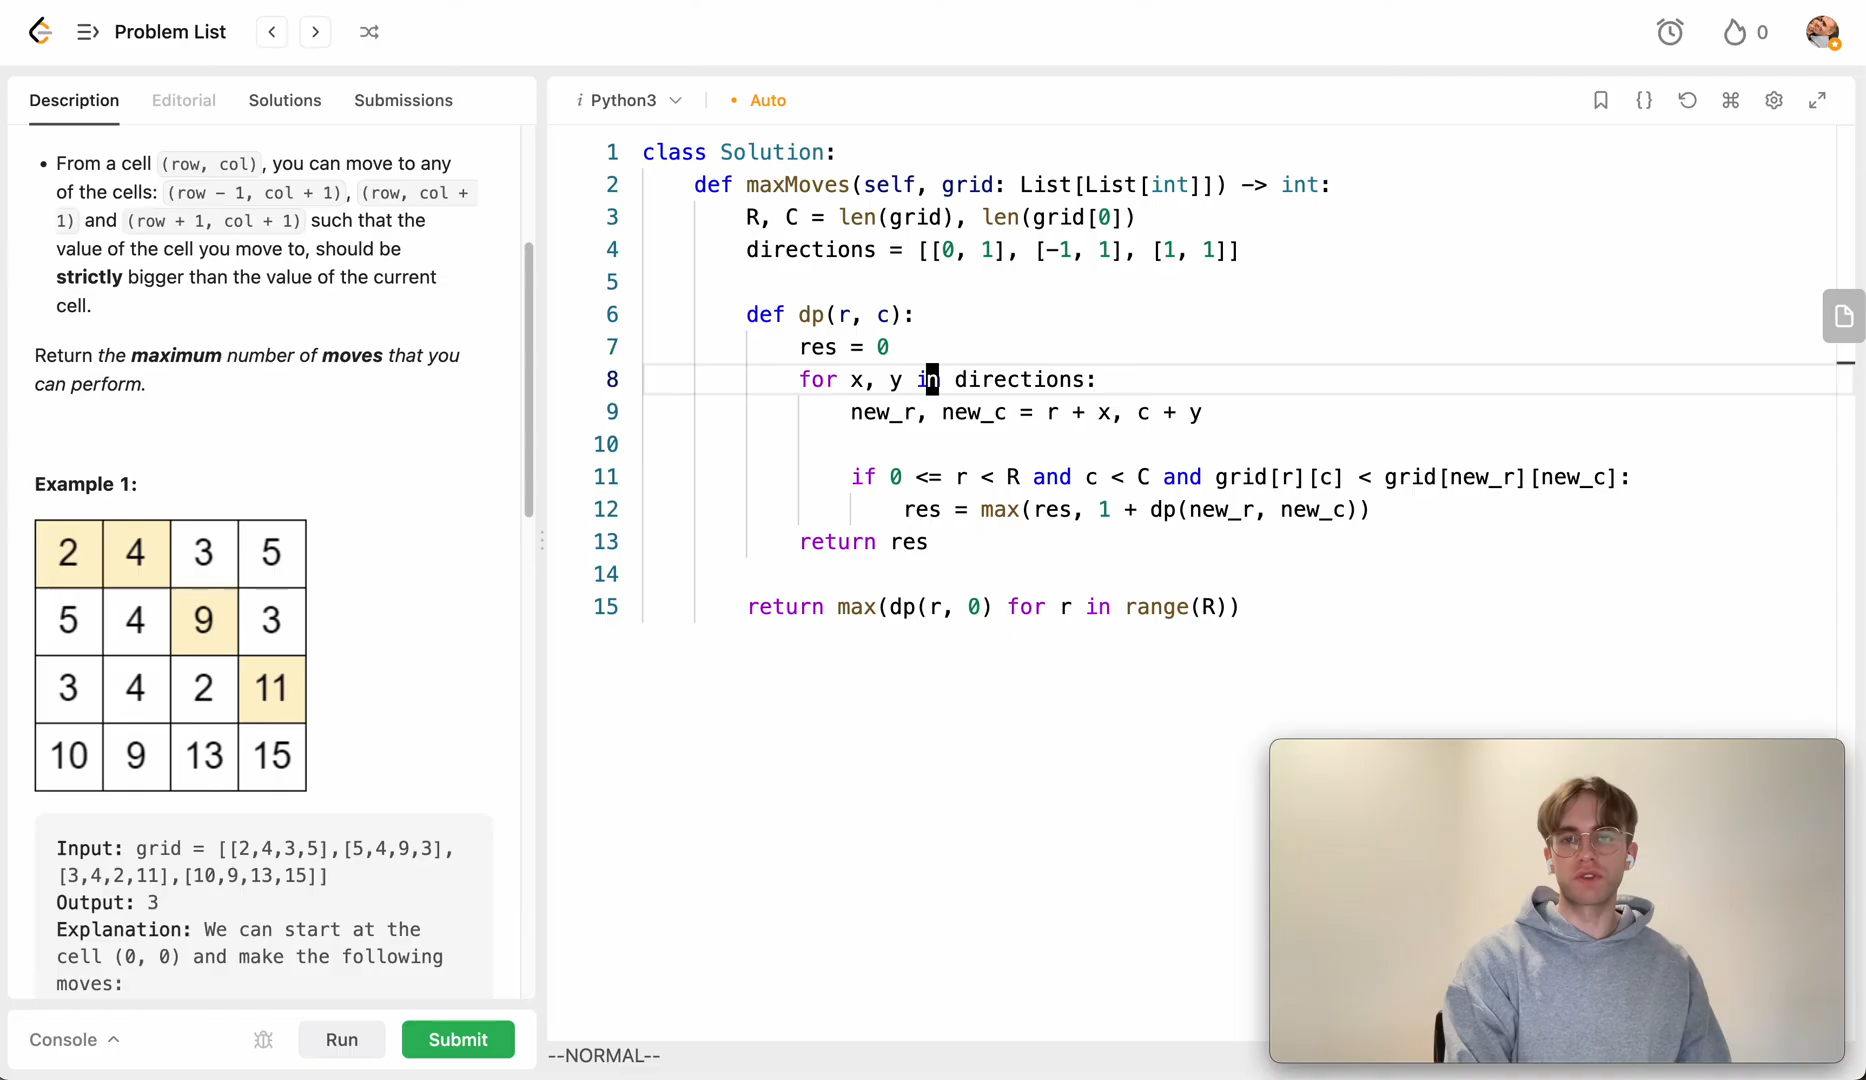 Problem List
0
Description
Editorial
Solutions
Submissions
• From a cell (row, col), you can move to any
of the cells: (row - 1, col + 1), (row, col +
1) and (row + 1, col + 1) such that the
value of the cell you move to, should be
strictly bigger than the value of the current
cell.
Return the maximum number of moves that you
can perform.
Example 1:
2 4 3 5
5 4 9 3
3 4 2 11
10 9 13 15
Input: grid = [[2,4,3,5],[5,4,9,3],
[3,4,2,11],[10,9,13,15]]
Output: 3
Explanation: We can start at the
cell (0, 0) and make the following
moves:
Console
Run
Submit
i Python3
• Auto
1 class Solution:
2 def maxMoves(self, grid: List[List[int]]) -> int:
3 R, C = len(grid), len(grid[0])
4 directions = [[0, 1], [-1, 1], [1, 1]]
5
6 def dp(r, c):
7 res = 0
8 for x, y in directions:
9 new_r, new_c = r + x, c + y
10
11 if 0 <= r < R and c < C and grid[r][c] < grid[new_r][new_c]:
12 res = max(res, 1 + dp(new_r, new_c))
13 return res
14
15 return max(dp(r, 0) for r in range(R))
--NORMAL--